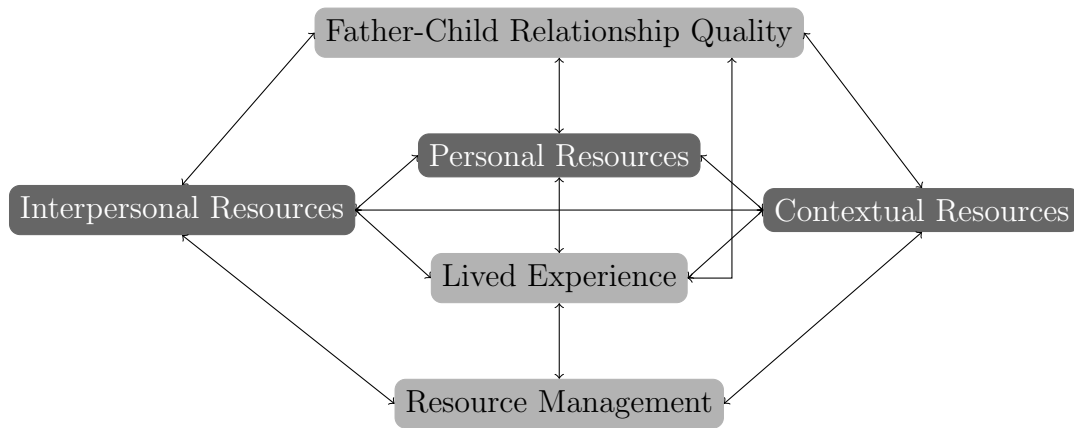 Father-Child Relationship Quality
Personal Resources
Interpersonal Resources
Contextual Resources
Lived Experience
Resource Management